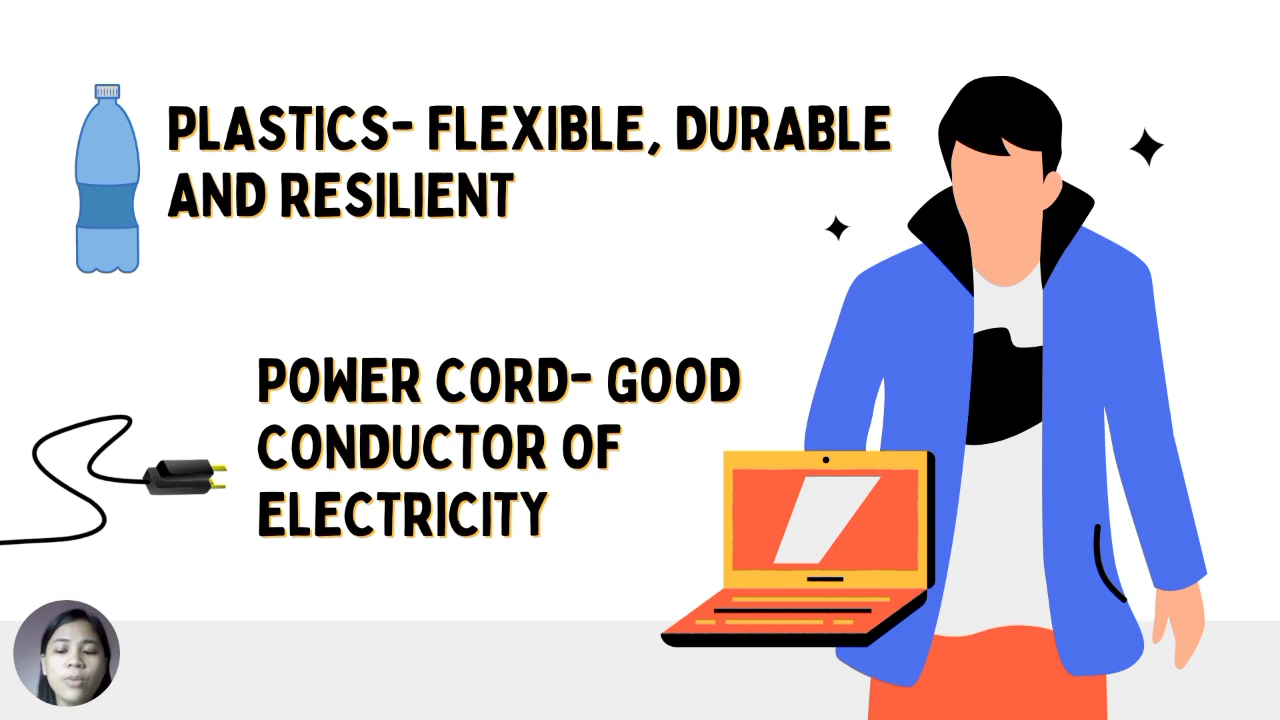 PLASTICS- FLEXIBLE, DURABLE
AND RESILIENT
POWER CORD- GOOD
CONDUCTOR OF
ELECTRICITY